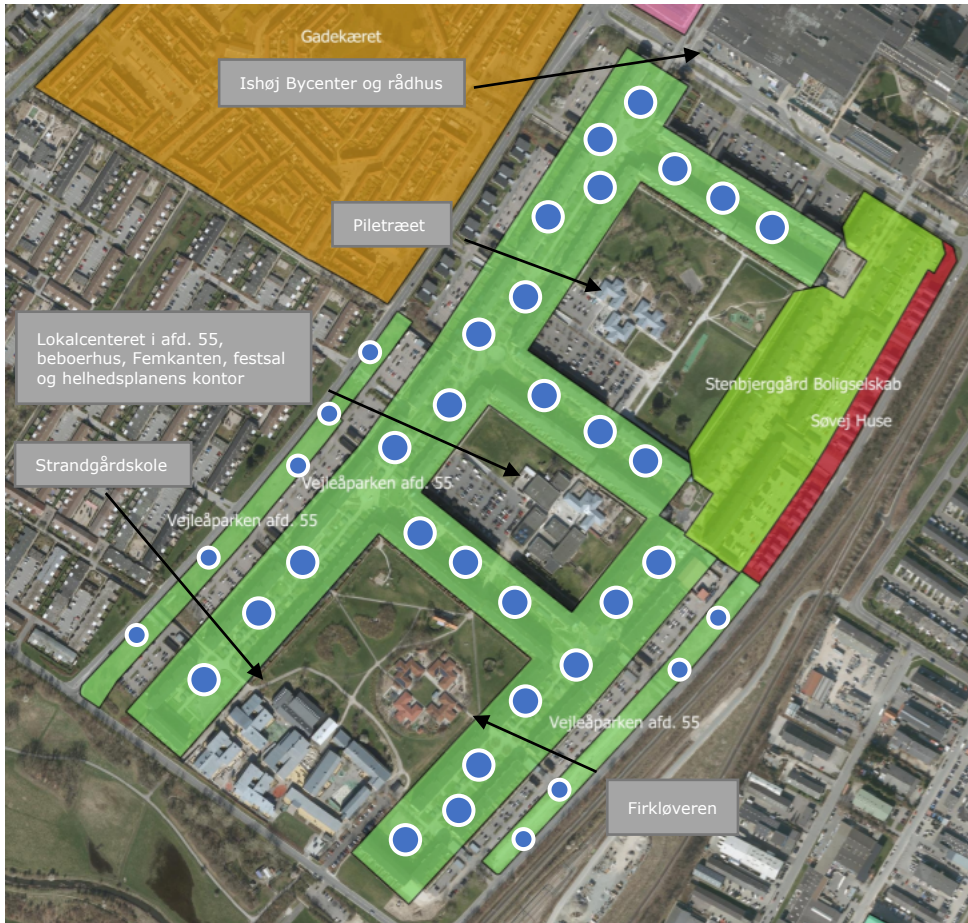 Gadekæret
Ishøj Bycenter og rådhus
Piletræet
Lokalcenteret i afd. 55,
beboerhus, Femkanten, festsal
og helhedsplanens kontor
Stenbjerggård Boligselskab
Søvej Huse
Strandgårdskole
Vejleåparken afd. 55
Vejleåparken afd. 55
Vejleåparken afd. 55
Firkløveren